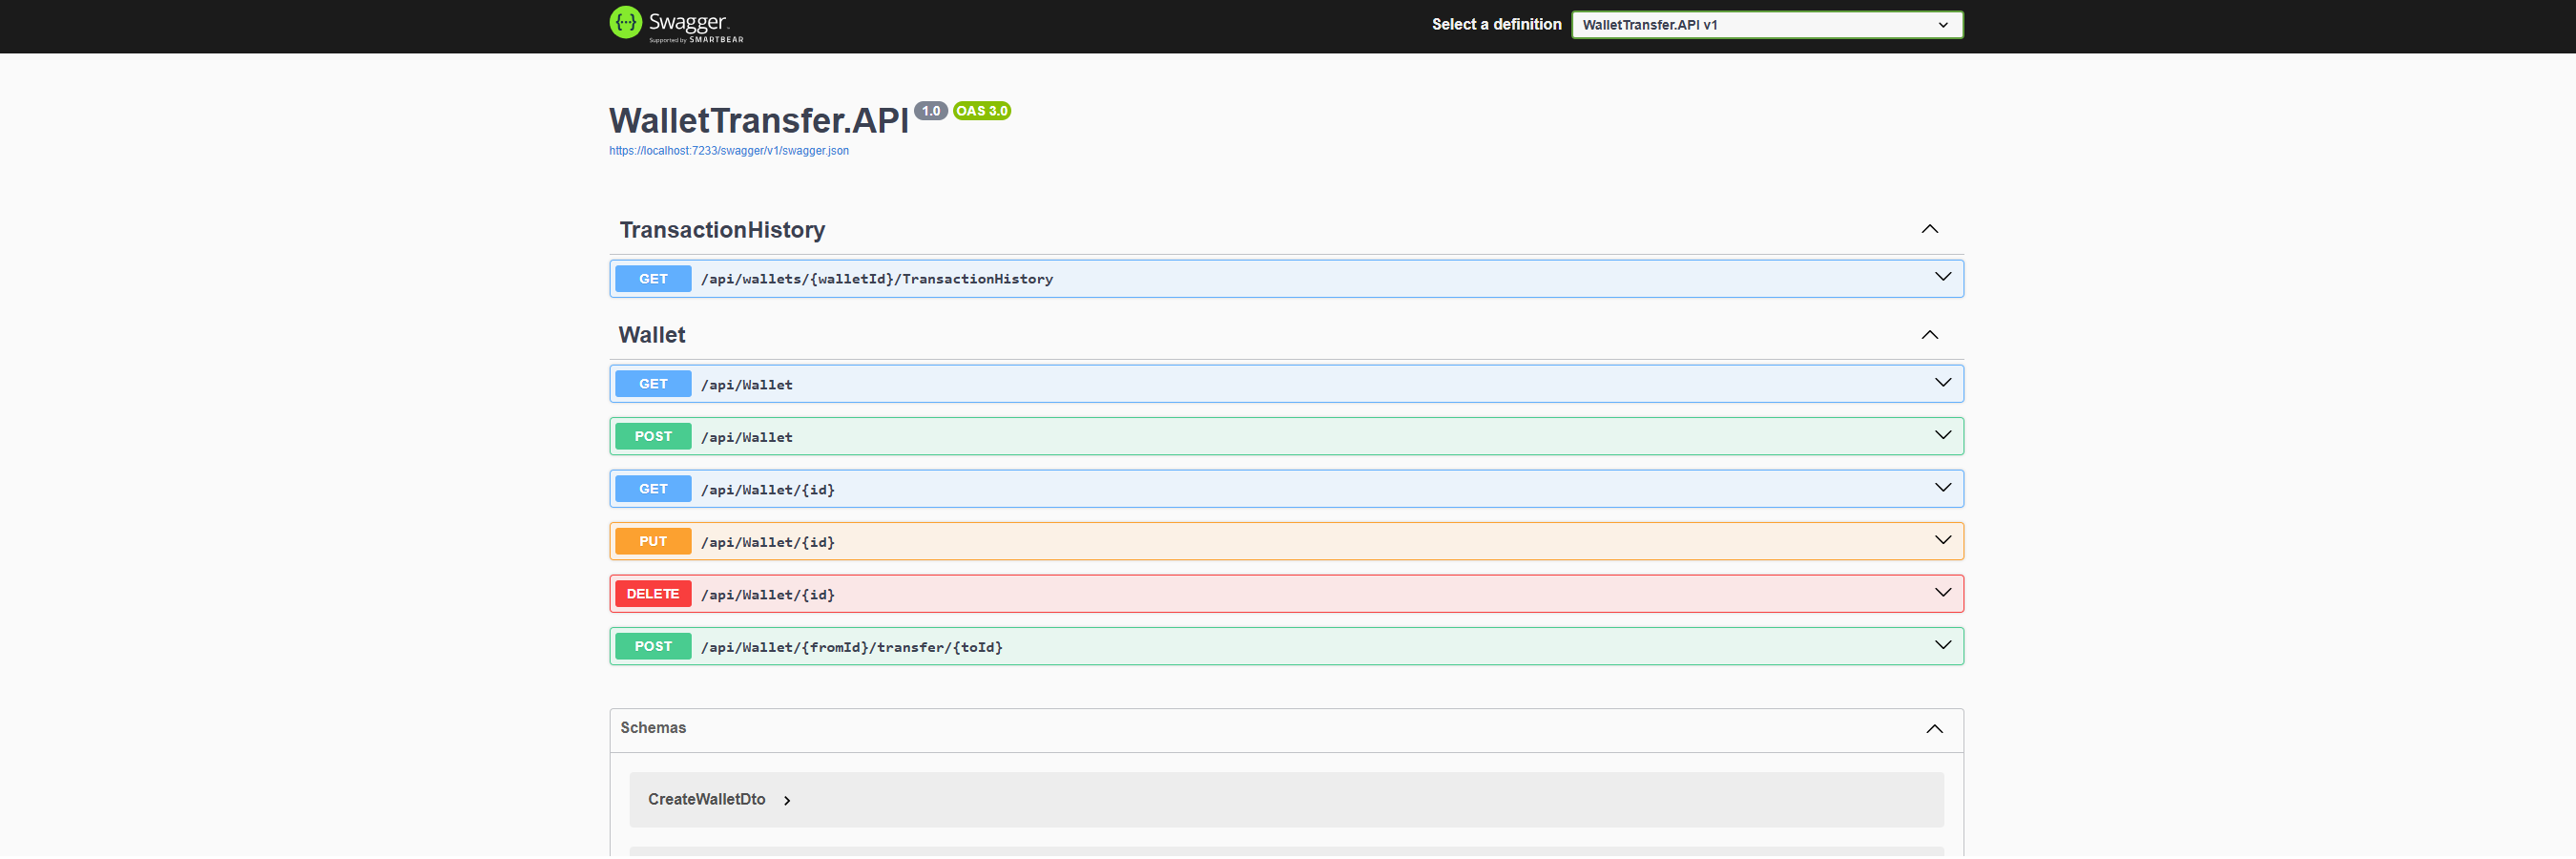 Swagger
Supported by SMARTBEAR
Select a definition
WalletTransfer.API v1
WalletTransfer.API 1.0 OAS 3.0
https://localhost:7233/swagger/v1/swagger.json
TransactionHistory
GET /api/wallets/{walletId}/TransactionHistory
Wallet
GET /api/Wallet
POST /api/Wallet
GET /api/Wallet/{id}
PUT /api/Wallet/{id}
DELETE /api/Wallet/{id}
POST /api/Wallet/{fromId}/transfer/{toId}
Schemas
CreateWalletDto